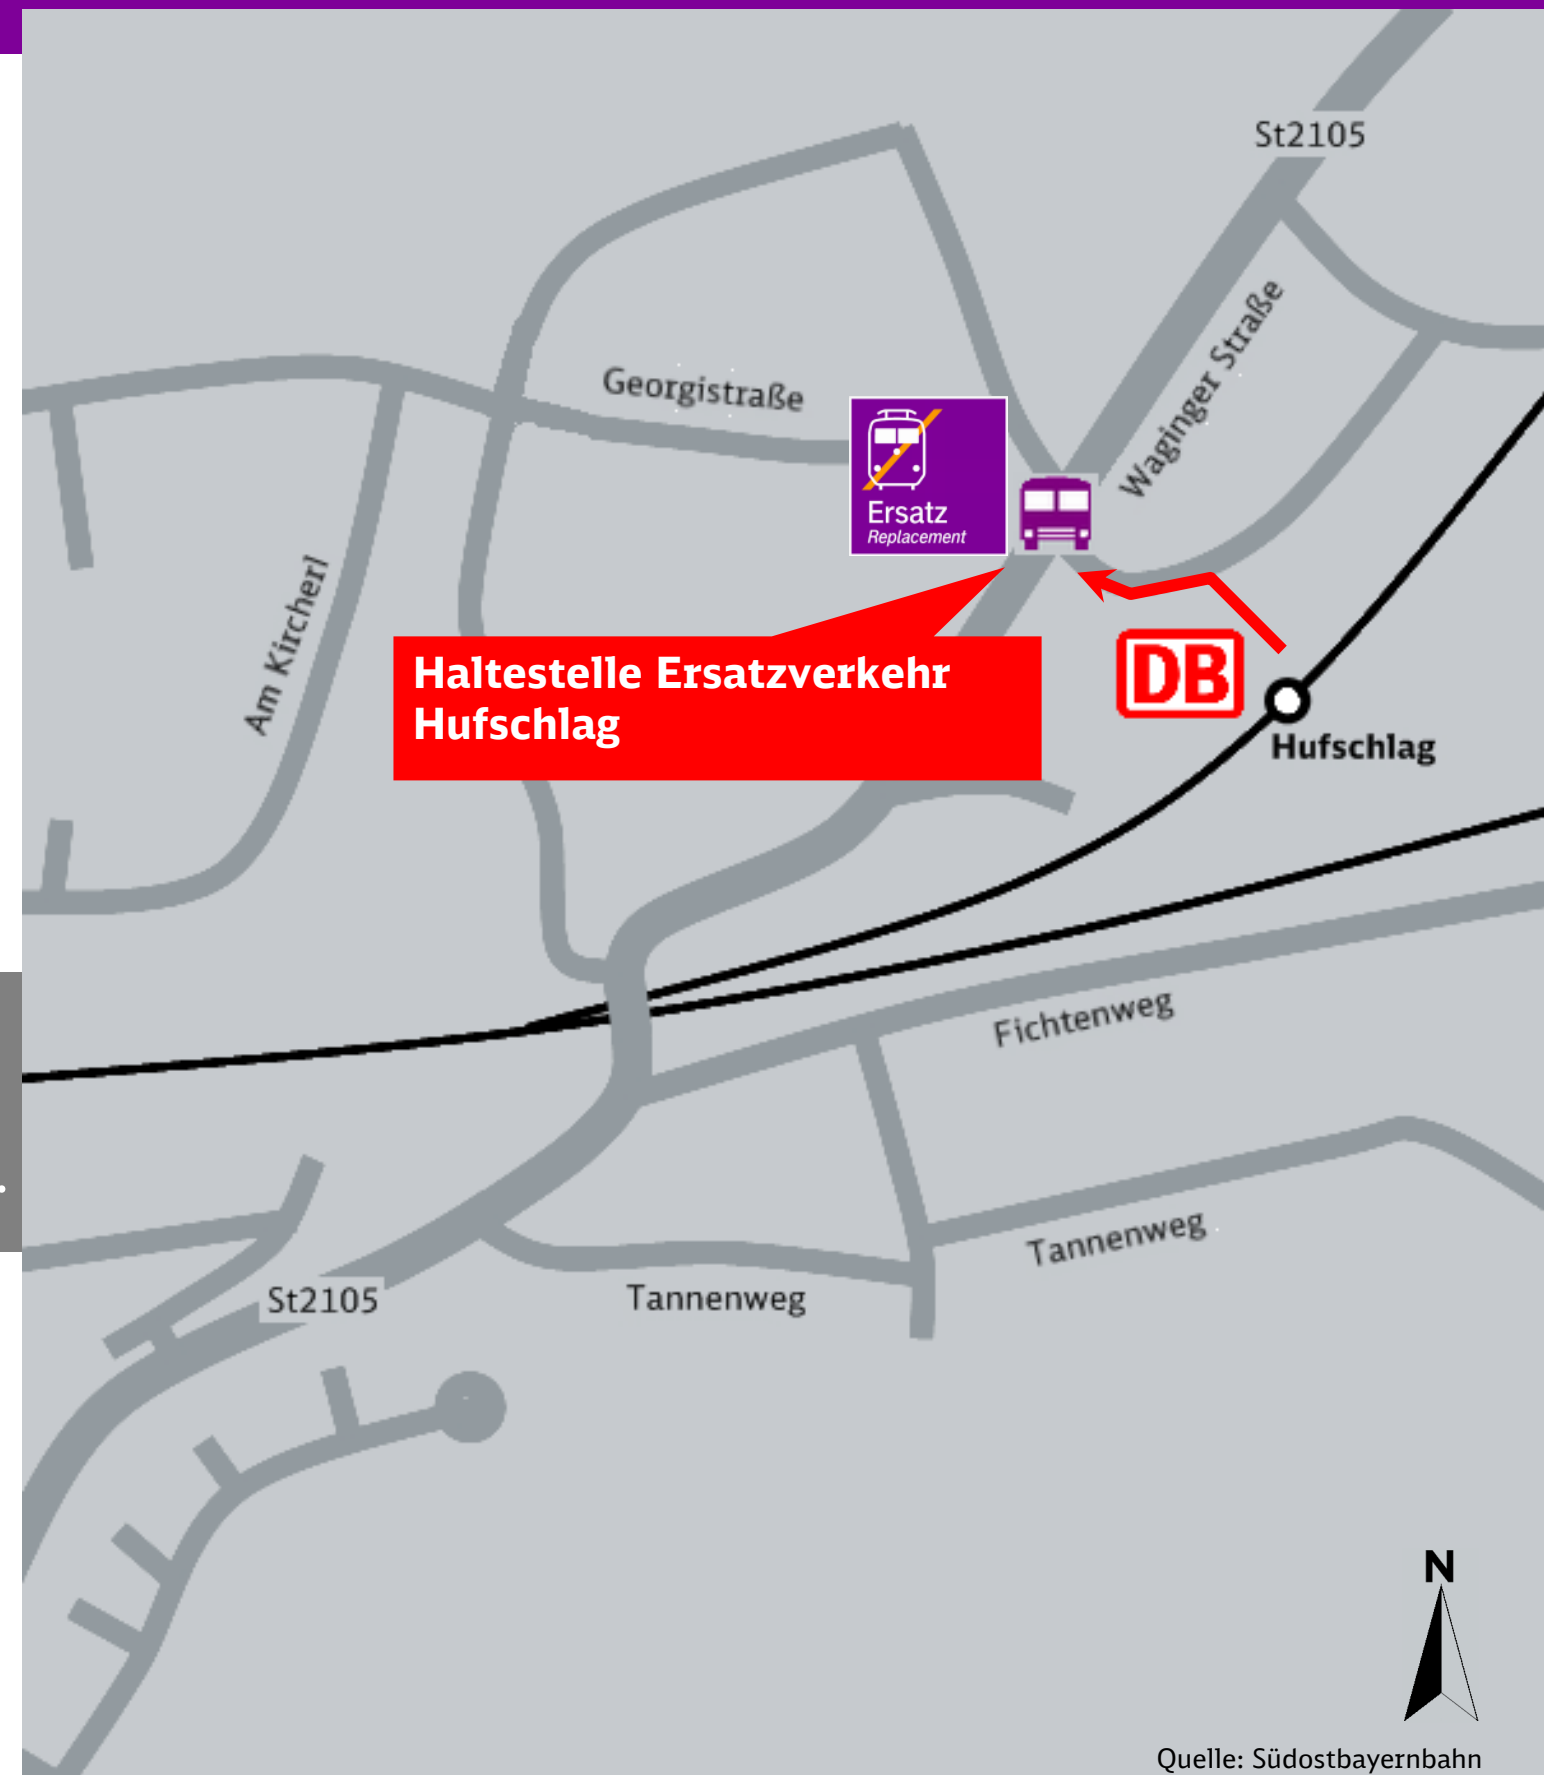 St2105
Waginger Straße
Georgistraße
Ersatz
Replacement
Am Kircherl
Haltestelle Ersatzverkehr
Hufschlag
DB
Hufschlag
Fichtenweg
Tannenweg
St2105
Tannenweg
N
Quelle: Südostbayernbahn